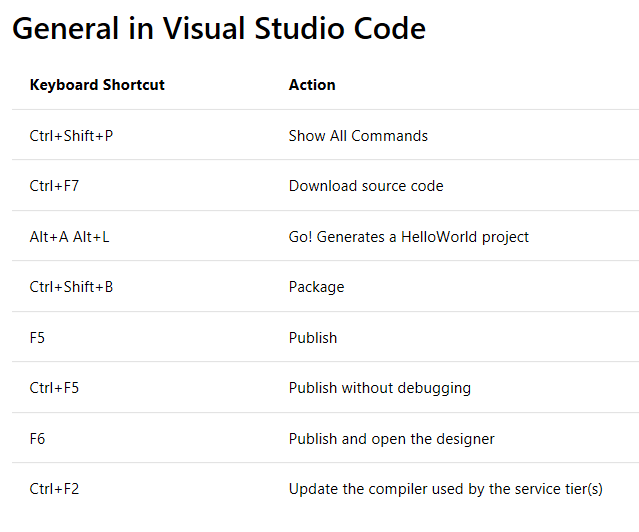 General in Visual Studio Code
Keyboard Shortcut Action
Ctrl+Shift+P Show All Commands
Ctrl+F7 Download source code
Alt+A Alt+L Go! Generates a HelloWorld project
Ctrl+Shift+B Package
F5 Publish
Ctrl+F5 Publish without debugging
F6 Publish and open the designer
Ctrl+F2 Update the compiler used by the service tier(s)